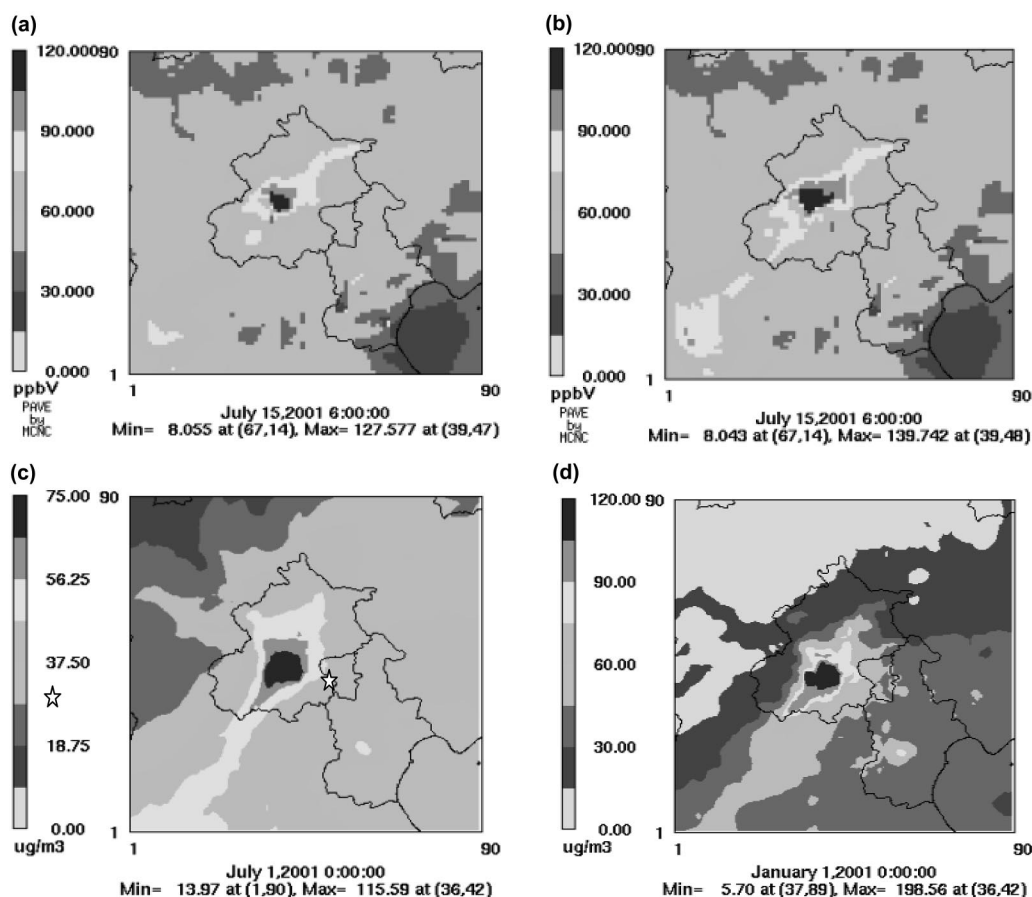 (a)
120.000
90.000
60.000
30.000
0.000
ppbV
PAVE
by
MCNC
90
1
1
90
July 15,2001 6:00:00
Min= 8.055 at (67,14), Max= 127.577 at (39,47)
(b)
120.000
90.000
60.000
30.000
0.000
ppbV
PAVE
by
MCNC
90
1
1
90
July 15,2001 6:00:00
Min= 8.043 at (67,14), Max= 139.742 at (39,48)
(c)
75.00
56.25
37.50
18.75
0.00
ug/m3
90
1
1
90
July 1,2001 0:00:00
Min= 13.97 at (1,90), Max= 115.59 at (36,42)
(d)
120.00
90.00
60.00
30.00
0.00
ug/m3
90
1
1
90
January 1,2001 0:00:00
Min= 5.70 at (37,89), Max= 198.56 at (36,42)